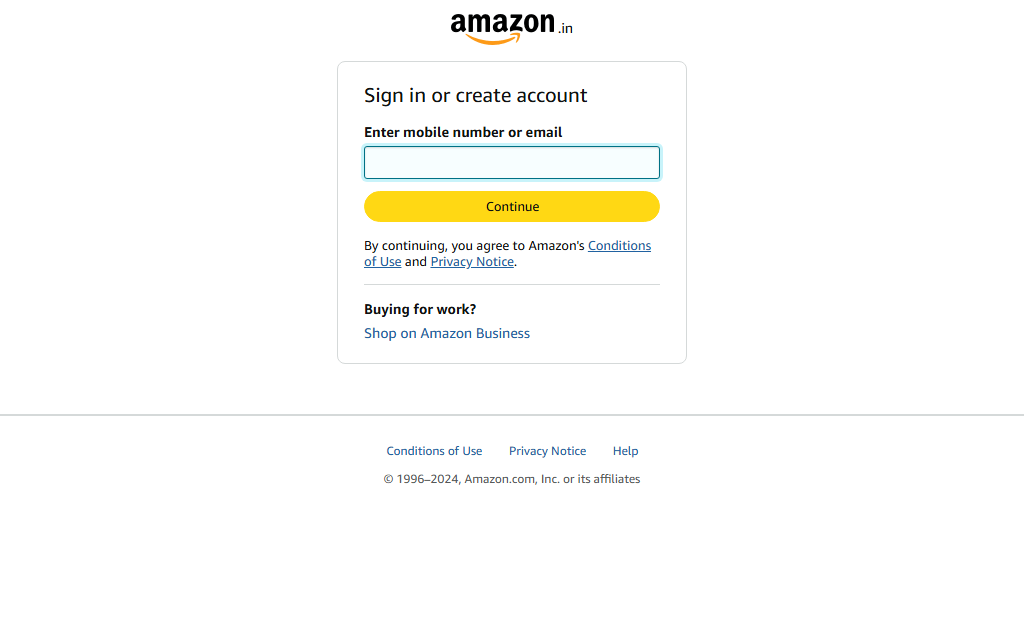 amazon.in
Sign in or create account
Enter mobile number or email
Continue
By continuing, you agree to Amazon's Conditions
of Use and Privacy Notice.
Buying for work?
Shop on Amazon Business
Conditions of Use Privacy Notice Help
© 1996–2024, Amazon.com, Inc. or its affiliates